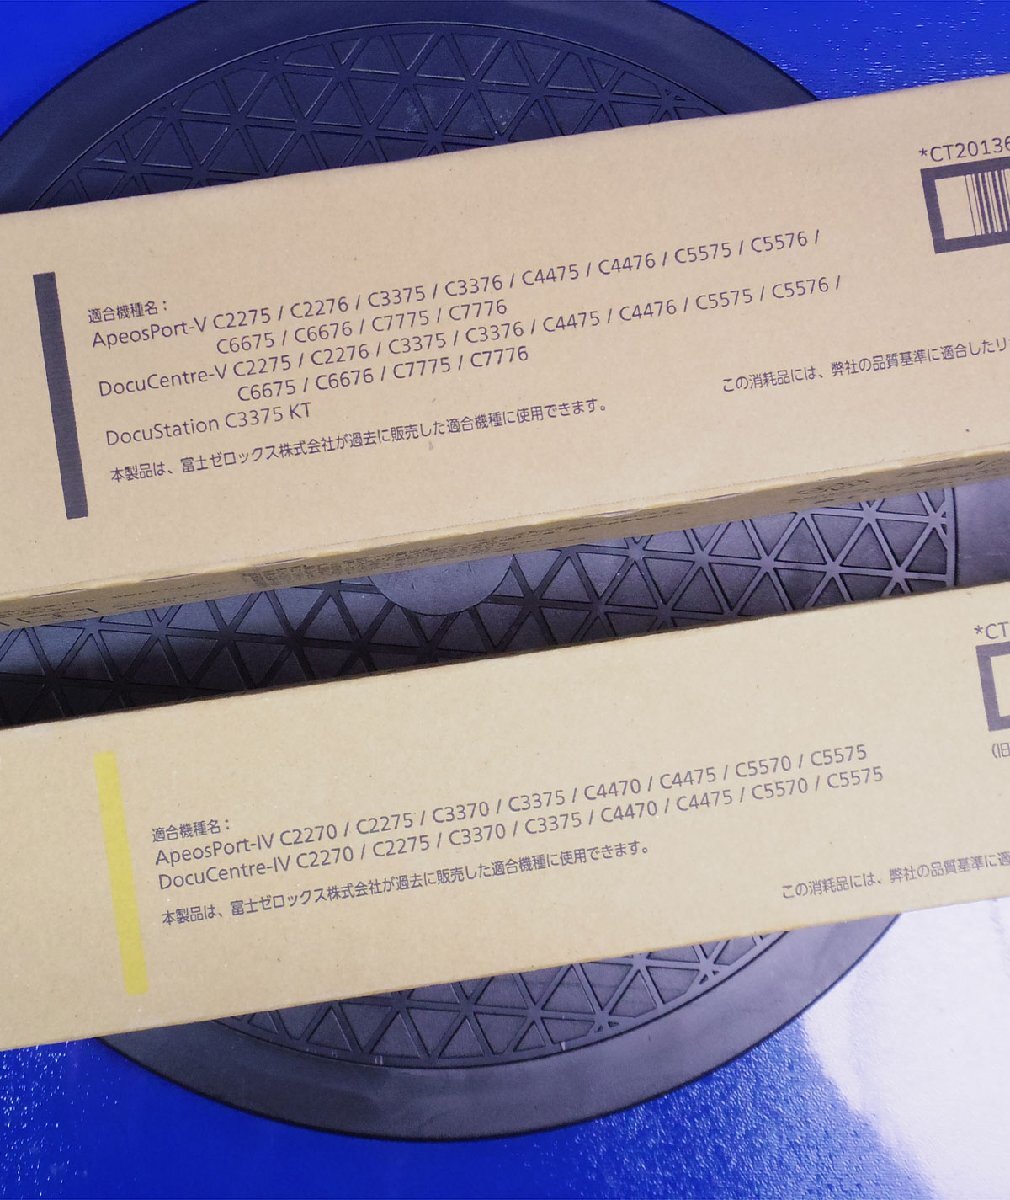 *CT20136
適合機種名：
ApeosPort-V C2275 / C2276 / C3375 / C3376 / C4475 / C4476 / C5575 / C5576 /
C6675 / C6676 / C7775 / C7776
DocuCentre-V C2275 / C2276 / C3375 / C3376 / C4475 / C4476 / C5575 / C5576 /
C6675 / C6676 / C7775 / C7776
DocuStation C3375 KT
本製品は、富士ゼロックス株式会社が過去に販売した適合機種に使用できます。
この消耗品には、弊社の品質基準に適合したリ
*CT
(旧
適合機種名：
ApeosPort-IV C2270 / C2275 / C3370 / C3375 / C4470 / C4475 / C5570 / C5575
DocuCentre-IV C2270 / C2275 / C3370 / C3375 / C4470 / C4475 / C5570 / C5575
本製品は、富士ゼロックス株式会社が過去に販売した適合機種に使用できます。
この消耗品には、弊社の品質基準に適